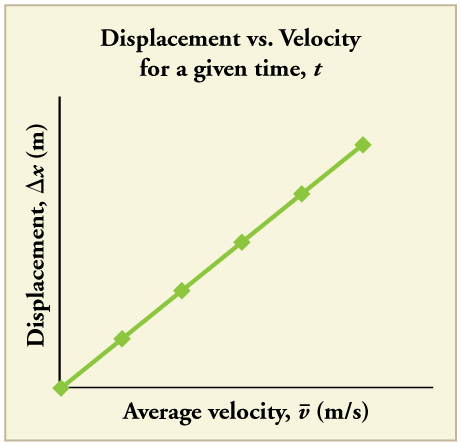 Displacement vs. Velocity
for a given time, t
Displacement, Δx (m)
Average velocity, v̄ (m/s)